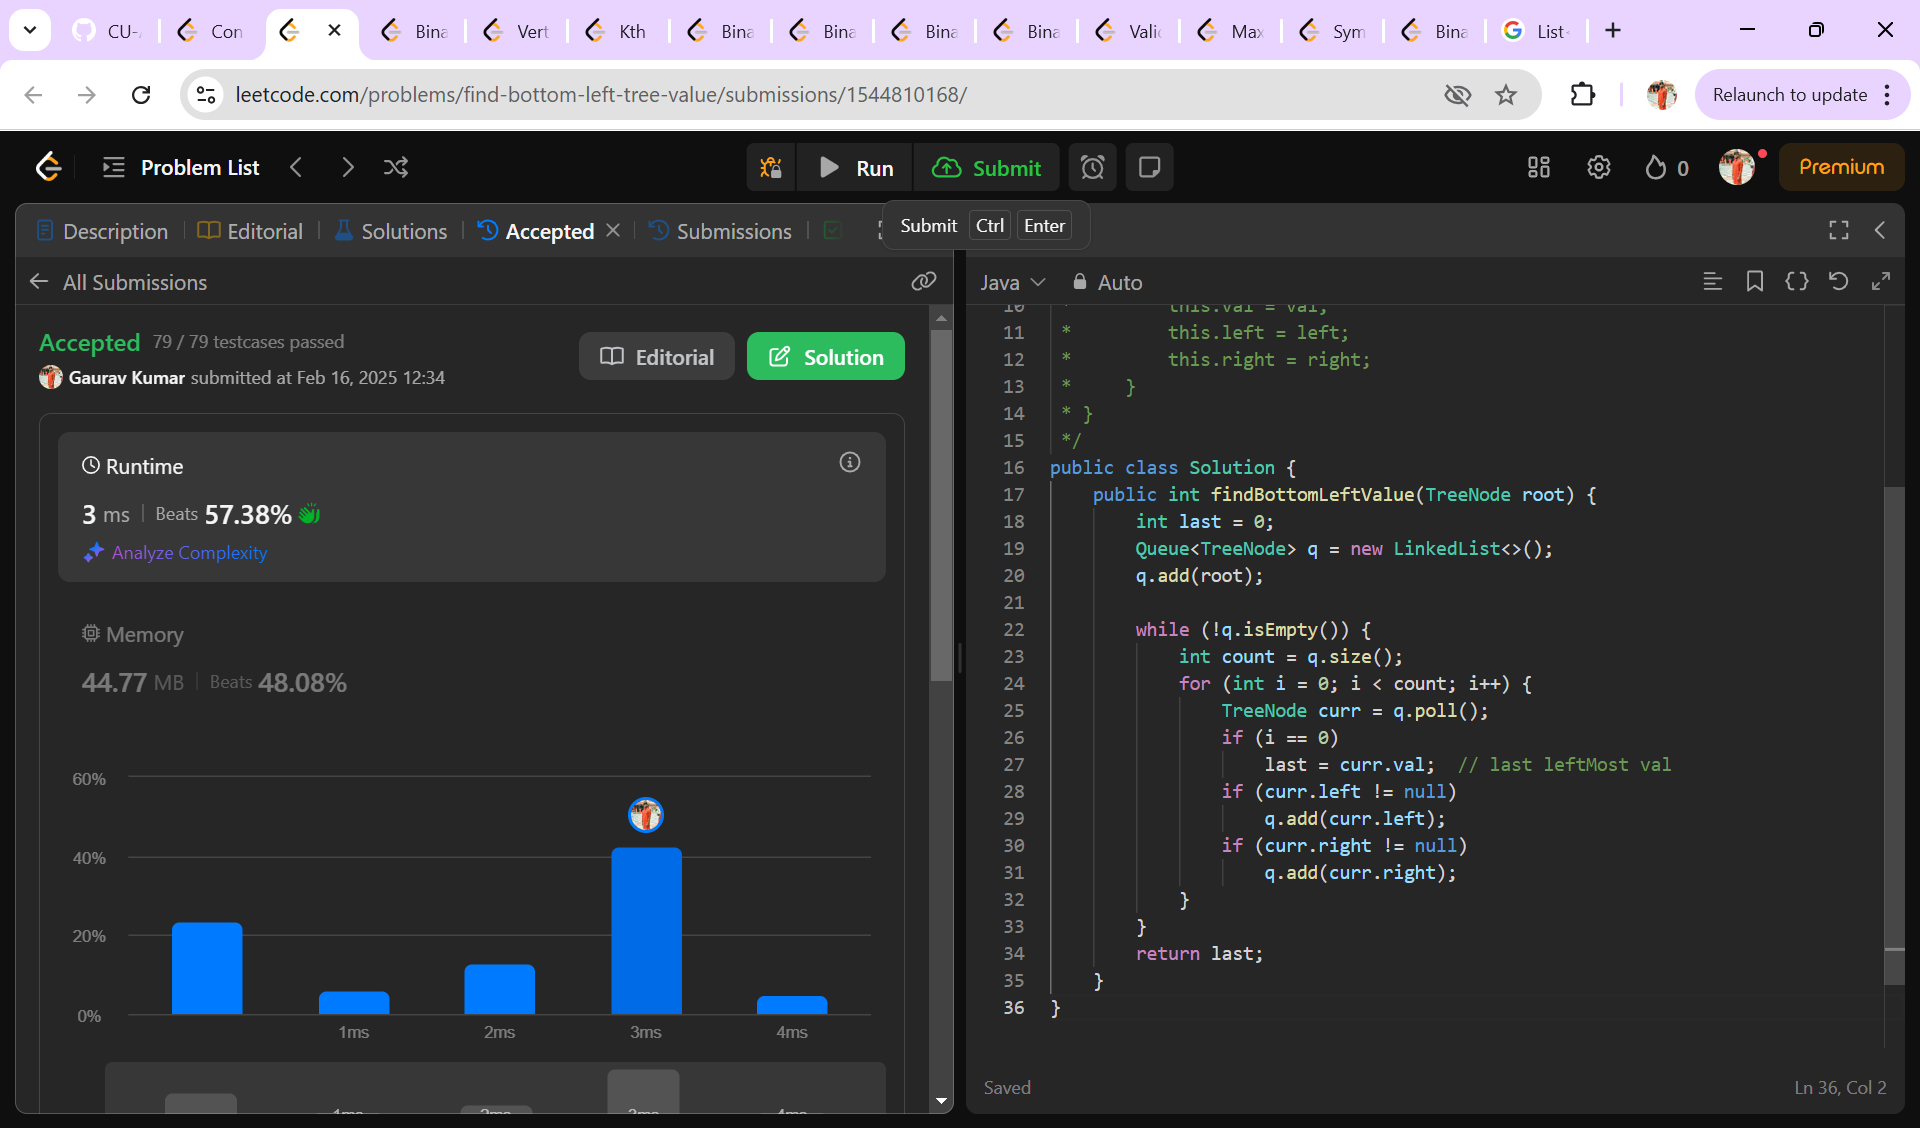 CU-
Con
Bina
Vert
Kth
Bina
Bina
Bina
Bina
Valid
Max
Sym
Bina
List
leetcode.com/problems/find-bottom-left-tree-value/submissions/1544810168/
Relaunch to update
Problem List
Run
Submit
0
Premium
Description
Editorial
Solutions
Accepted
Submissions
Submit Ctrl Enter
All Submissions
Java
Auto
Accepted 79 / 79 testcases passed
Gaurav Kumar submitted at Feb 16, 2025 12:34
Editorial
Solution
Runtime
3 ms Beats 57.38%
Analyze Complexity
Memory
44.77 MB Beats 48.08%
60%
40%
20%
0%
1ms 2ms 3ms 4ms
1ms 2ms 3ms 4ms
10 * this.val = val;
11 * this.left = left;
12 * this.right = right;
13 * }
14 * }
15 */
16 public class Solution {
17 public int findBottomLeftValue(TreeNode root) {
18 int last = 0;
19 Queue<TreeNode> q = new LinkedList<>();
20 q.add(root);
21
22 while (!q.isEmpty()) {
23 int count = q.size();
24 for (int i = 0; i < count; i++) {
25 TreeNode curr = q.poll();
26 if (i == 0)
27 last = curr.val; // last leftMost val
28 if (curr.left != null)
29 q.add(curr.left);
30 if (curr.right != null)
31 q.add(curr.right);
32 }
33 }
34 return last;
35 }
36 }
Saved
Ln 36, Col 2